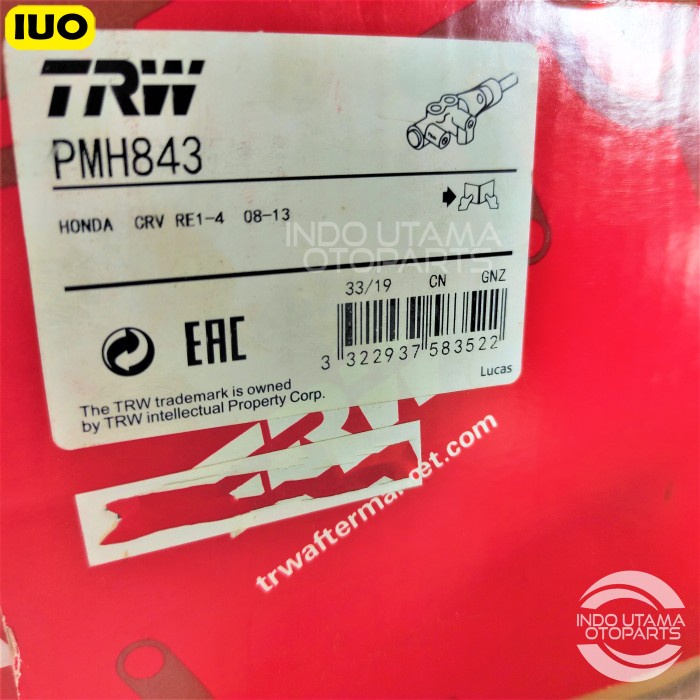 IUO
TRW
PMH843
HONDA CRV RE1-4 08-13
INDO UTAMA
OTOPARTS
33/19 CN GNZ
3 322937 583522
EAC
Lucas
The TRW trademark is owned
by TRW intellectual Property Corp.
TRW
trwaftermarket.com
INDO UTAMA
OTOPARTS